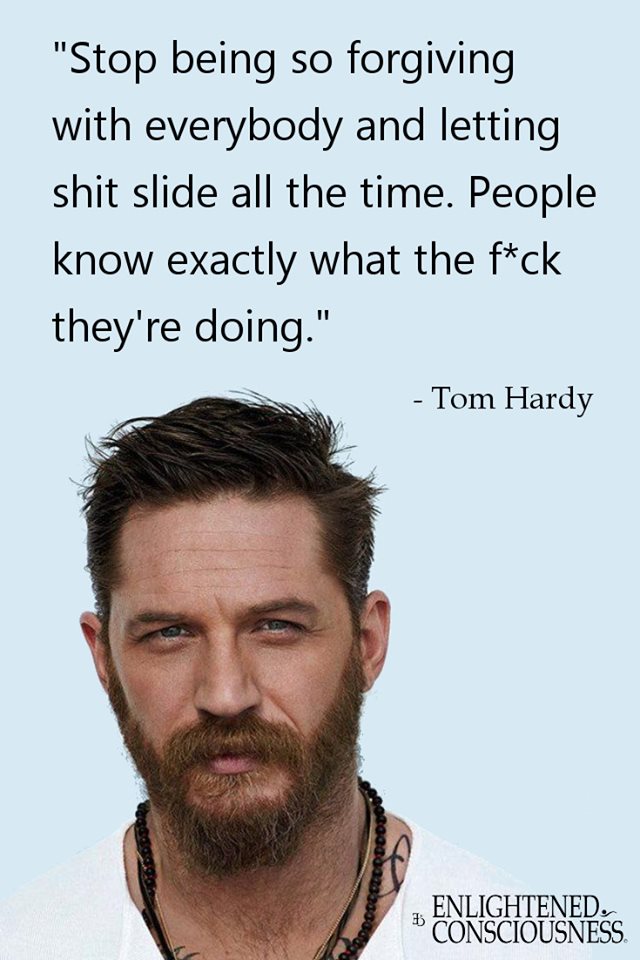 "Stop being so forgiving
with everybody and letting
shit slide all the time. People
know exactly what the f*ck
they're doing."
- Tom Hardy
ENLIGHTENED
CONSCIOUSNESS